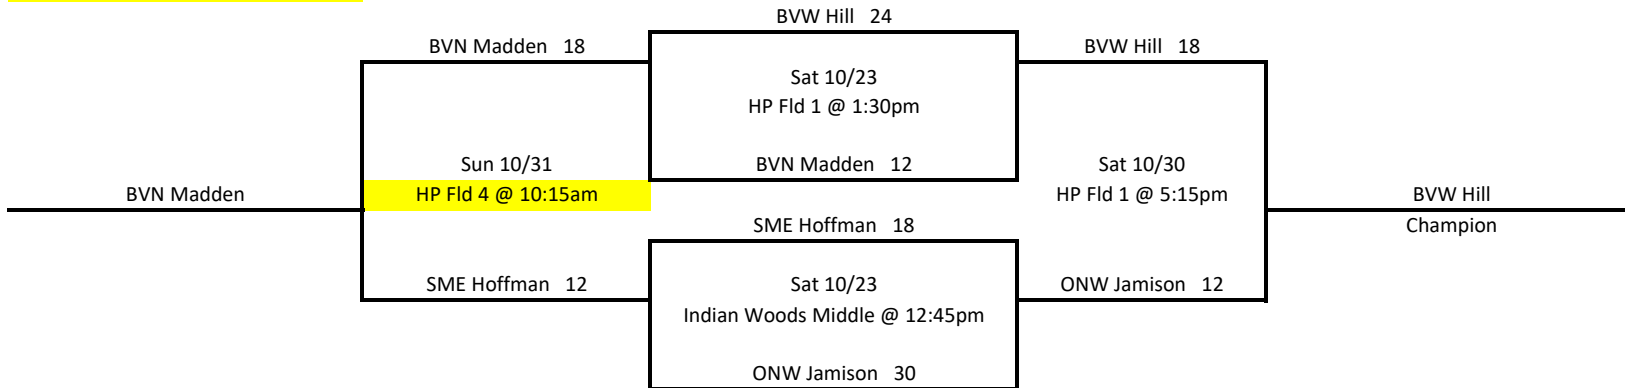 BVW Hill 24
BVN Madden 18
BVW Hill 18
Sat 10/23
HP Fld 1 @ 1:30pm
Sun 10/31
BVN Madden 12
Sat 10/30
BVN Madden
HP Fld 4 @ 10:15am
HP Fld 1 @ 5:15pm
BVW Hill
SME Hoffman 18
Champion
SME Hoffman 12
Sat 10/23
ONW Jamison 12
Indian Woods Middle @ 12:45pm
ONW Jamison 30